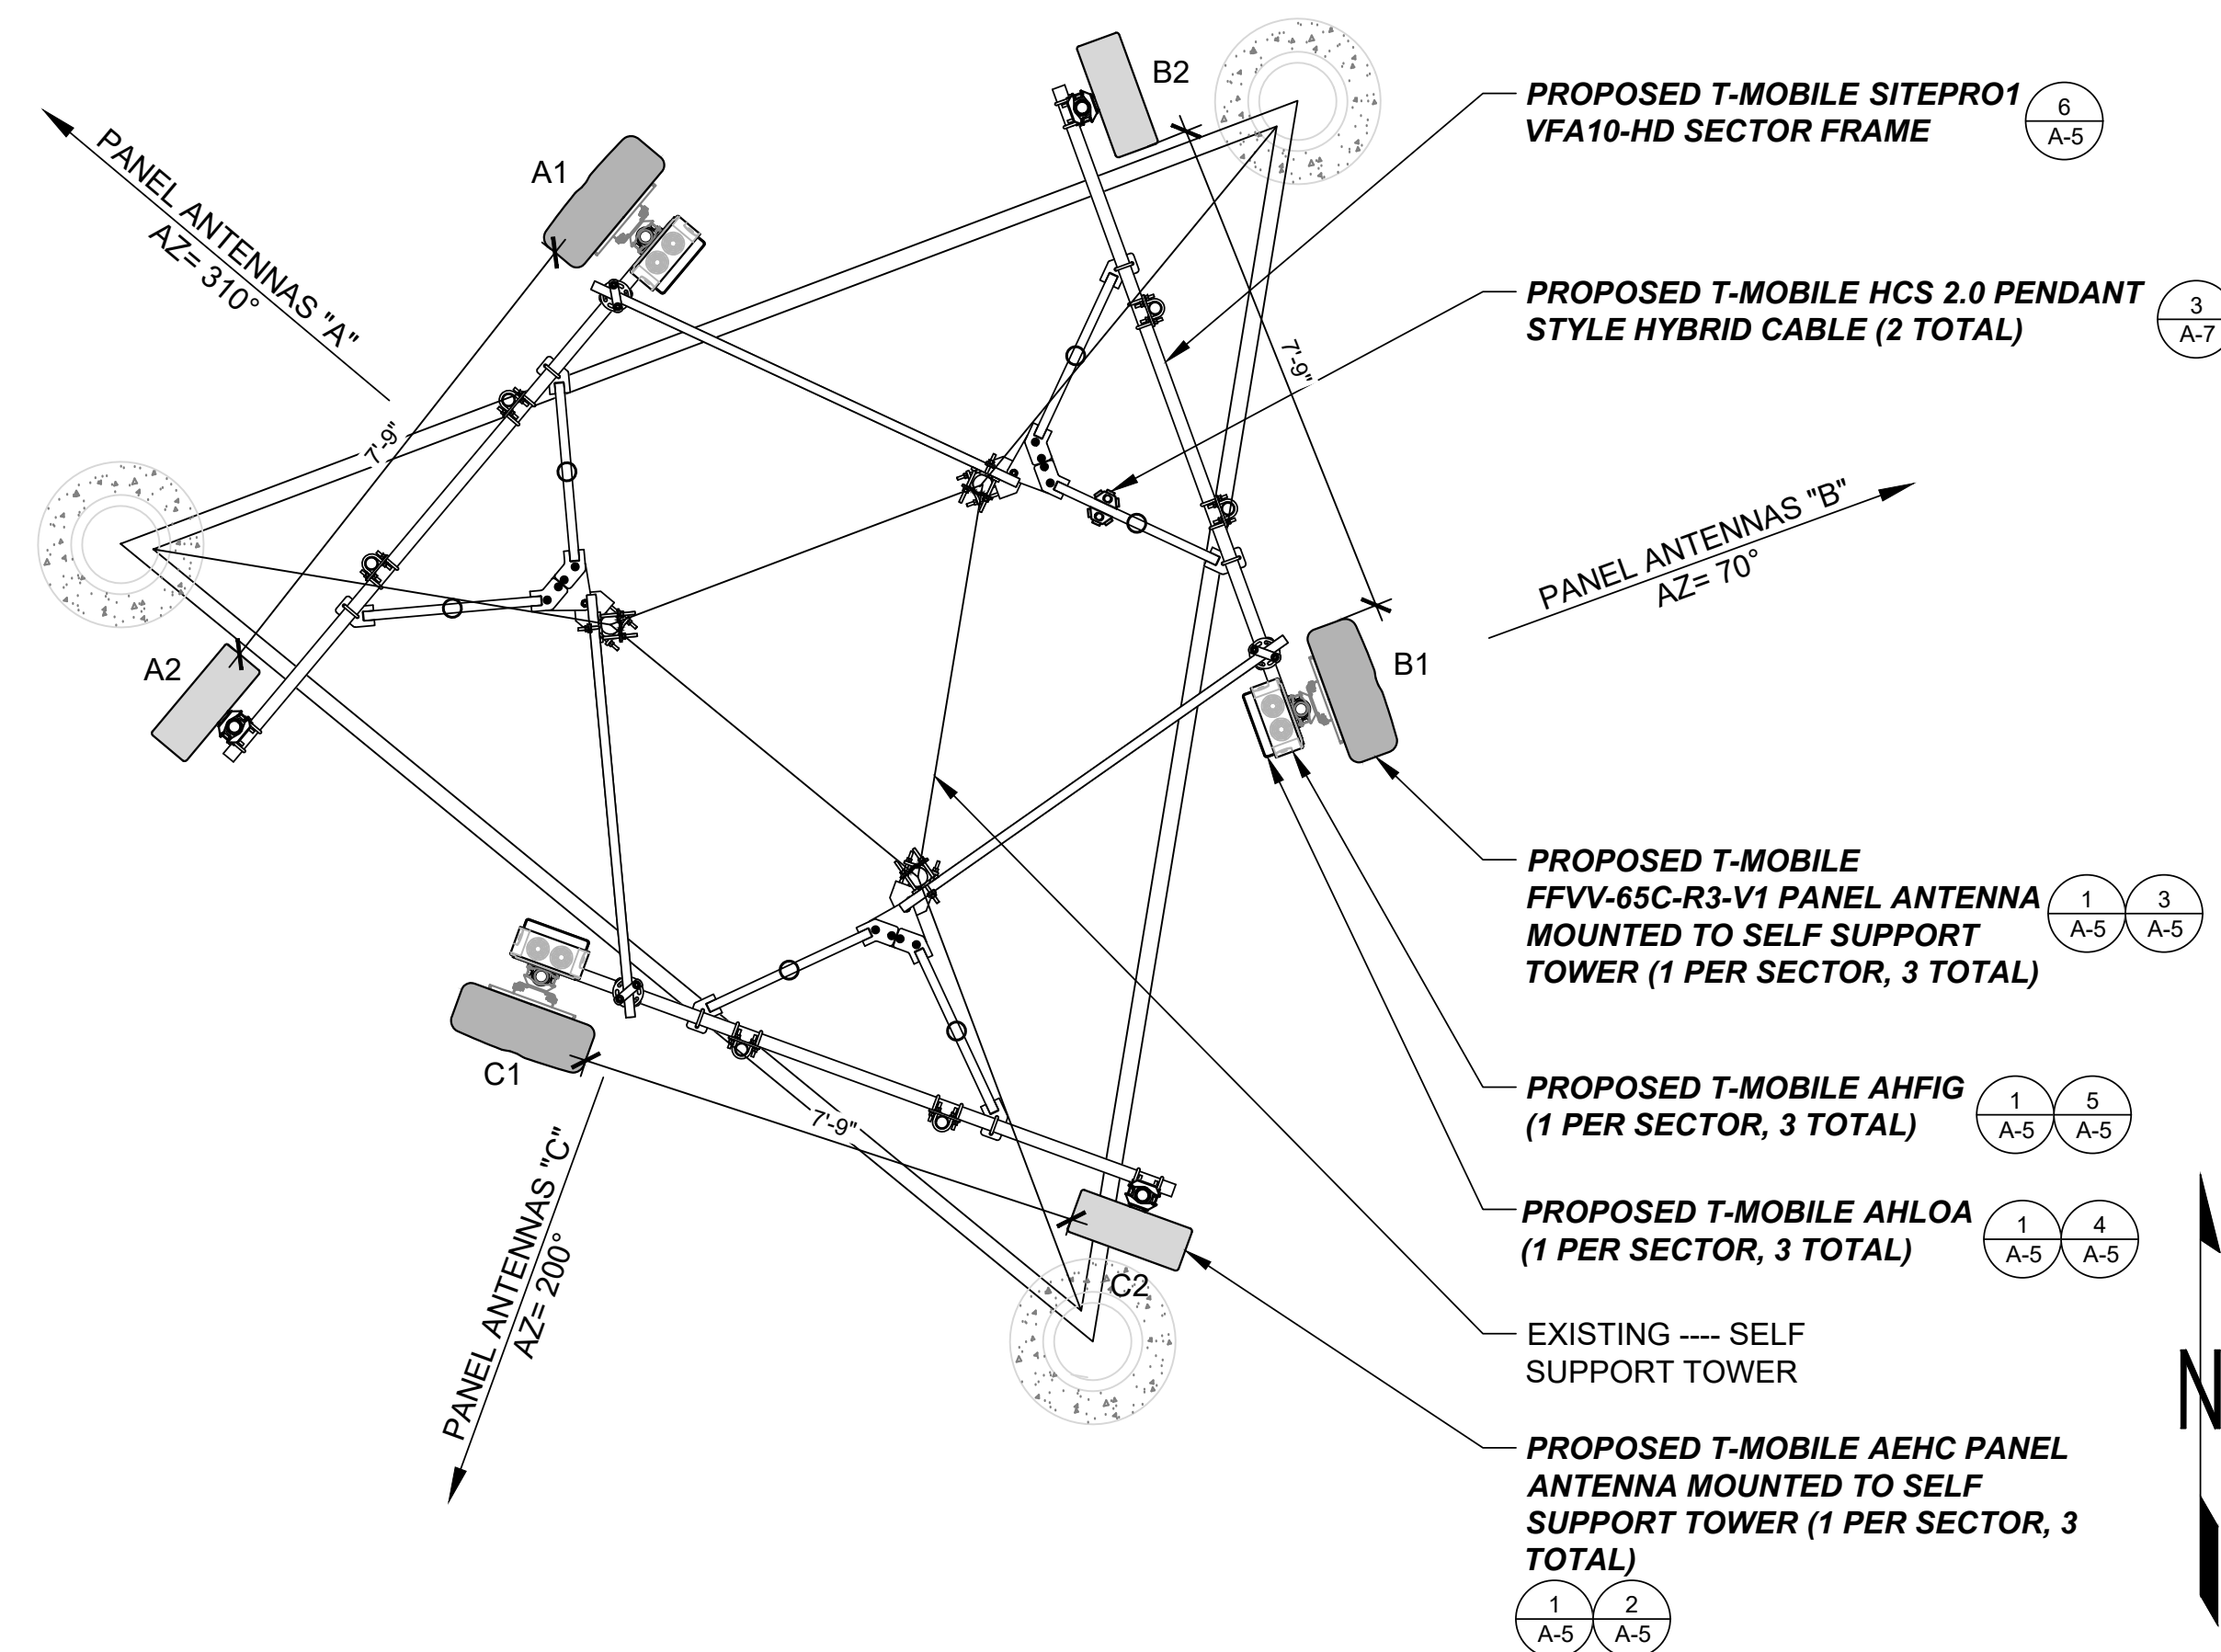 A1
B2
PANEL ANTENNAS "A"
AZ= 310°
7'-9"
A2
7'-9"
PANEL ANTENNAS "B"
AZ= 70°
B1
C1
7'-9"
C2
PANEL ANTENNAS "C"
AZ= 200°
PROPOSED T-MOBILE SITEPRO1
VFA10-HD SECTOR FRAME
6
A-5
PROPOSED T-MOBILE HCS 2.0 PENDANT
STYLE HYBRID CABLE (2 TOTAL)
3
A-7
PROPOSED T-MOBILE
FFVV-65C-R3-V1 PANEL ANTENNA
MOUNTED TO SELF SUPPORT
TOWER (1 PER SECTOR, 3 TOTAL)
1 3
A-5 A-5
PROPOSED T-MOBILE AHFIG
(1 PER SECTOR, 3 TOTAL)
1 5
A-5 A-5
PROPOSED T-MOBILE AHLOA
(1 PER SECTOR, 3 TOTAL)
1 4
A-5 A-5
EXISTING ---- SELF
SUPPORT TOWER
PROPOSED T-MOBILE AEHC PANEL
ANTENNA MOUNTED TO SELF
SUPPORT TOWER (1 PER SECTOR, 3
TOTAL)
1 2
A-5 A-5
N